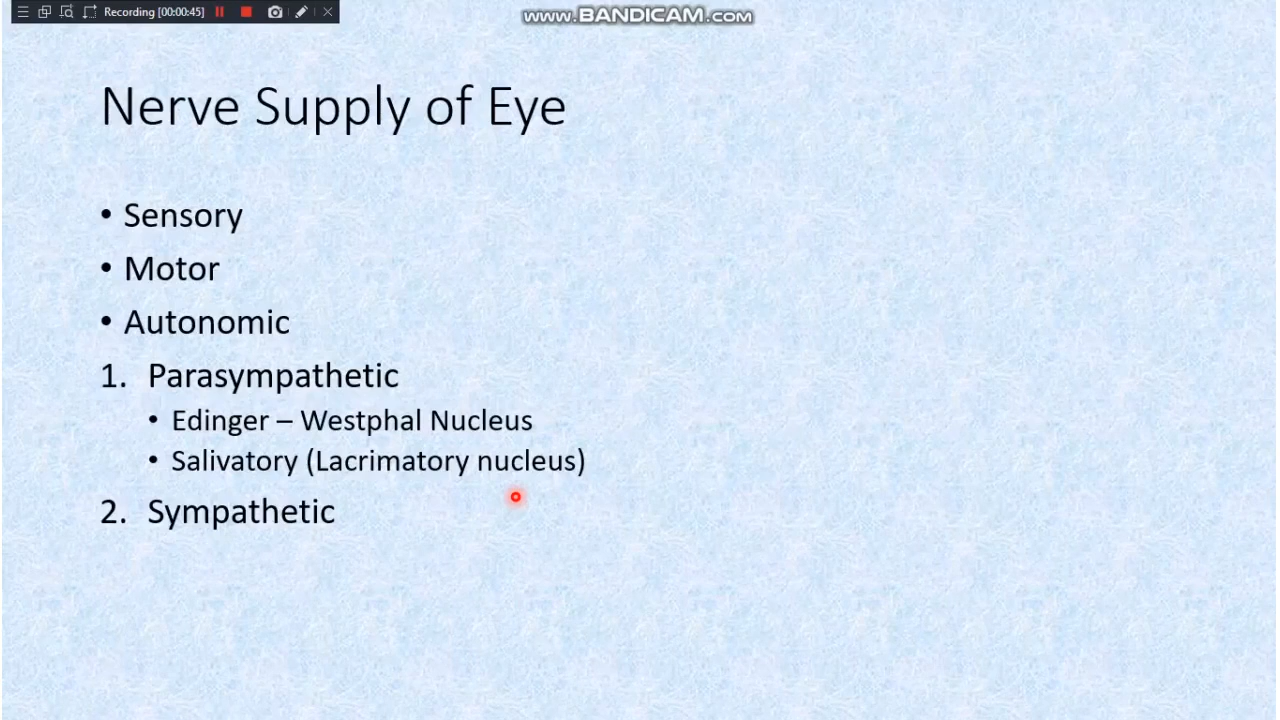 Recording [00:00:45]
www.BANDICAM.com
Nerve Supply of Eye
• Sensory
• Motor
• Autonomic
1. Parasympathetic
• Edinger – Westphal Nucleus
• Salivatory (Lacrimatory nucleus)
2. Sympathetic